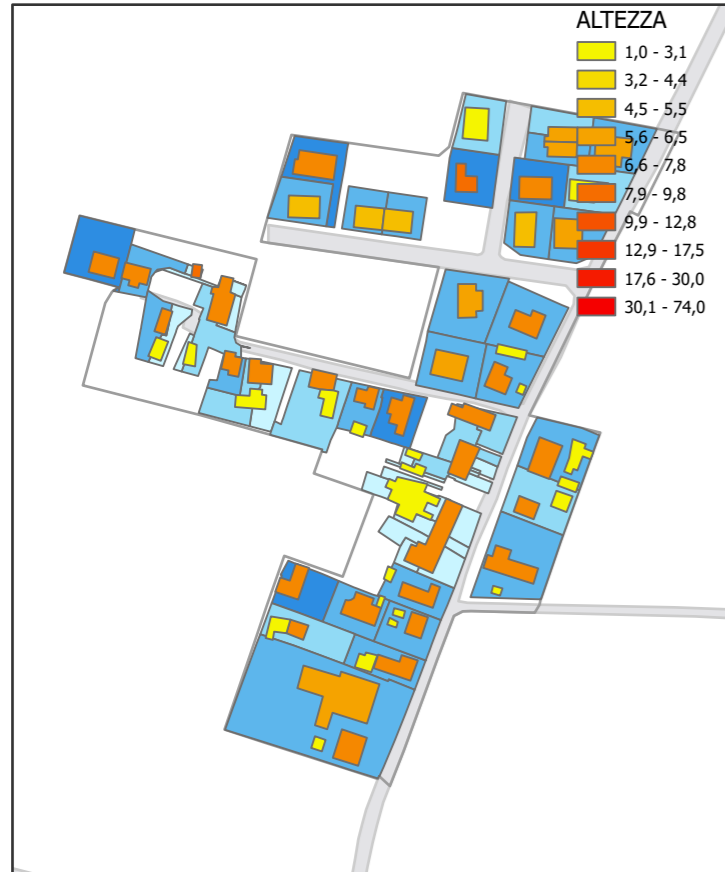 ALTEZZA
1,0 - 3,1
3,2 - 4,4
4,5 - 5,5
5,6 - 6,5
6,6 - 7,8
7,9 - 9,8
9,9 - 12,8
12,9 - 17,5
17,6 - 30,0
30,1 - 74,0